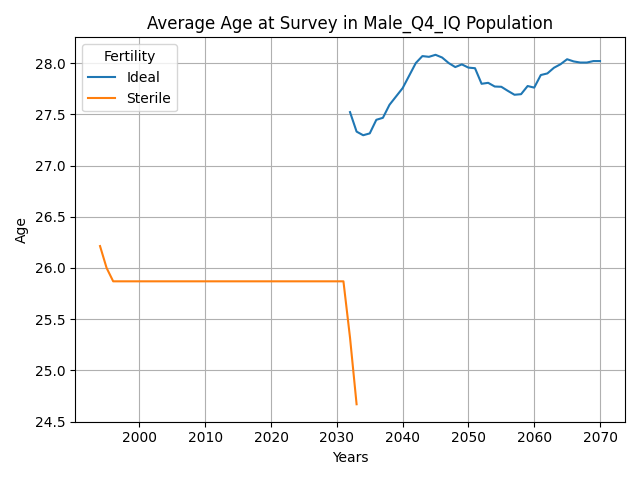 Average Age at Survey in Male_Q4_IQ Population
Fertility
Ideal
Sterile
Age
28.0
27.5
27.0
26.5
26.0
25.5
25.0
24.5
2000 2010 2020 2030 2040 2050 2060 2070
Years